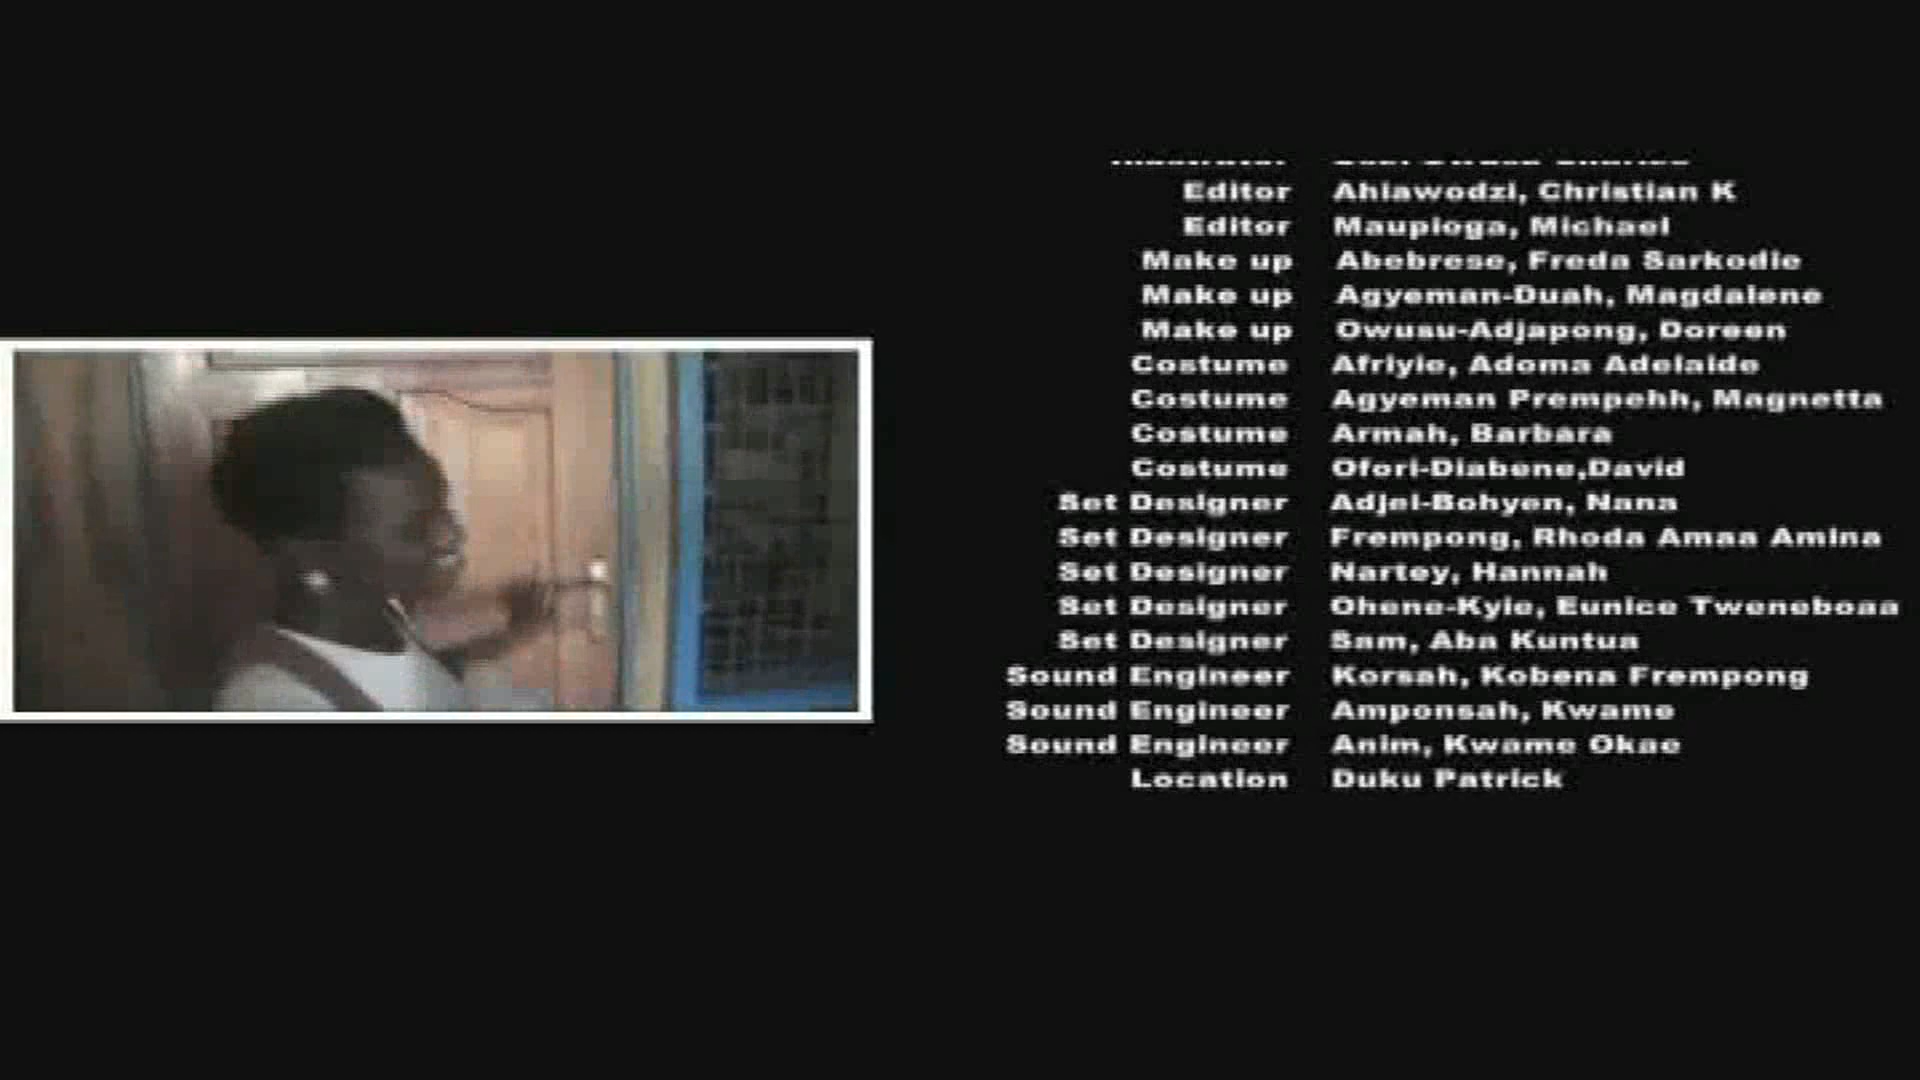 Editor Ahiawodzi, Christian K
Editor Maupioga, Michael
Make up Abebrese, Freda Sarkodie
Make up Agyeman-Duah, Magdalene
Make up Owusu-Adjapong, Doreen
Costume Afriyie, Adoma Adelaide
Costume Agyeman Prempehh, Magnetta
Costume Armah, Barbara
Costume Ofori-Diabene,David
Set Designer Adjei-Bohyen, Nana
Set Designer Frempong, Rhoda Amaa Amina
Set Designer Nartey, Hannah
Set Designer Ohene-Kyie, Eunice Tweneboaa
Set Designer Sam, Aba Kuntua
Sound Engineer Korsah, Kobena Frempong
Sound Engineer Amponsah, Kwame
Sound Engineer Anim, Kwame Okae
Location Duku Patrick